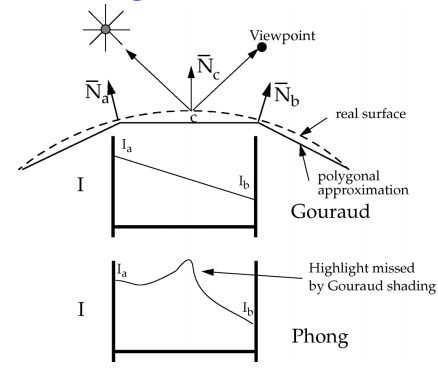 Viewpoint
N̅c
N̅a
N̅b
c
real surface
Ia
I
Ib
polygonal
approximation
Gouraud
Ia
Highlight missed
by Gouraud shading
I
Ib
Phong